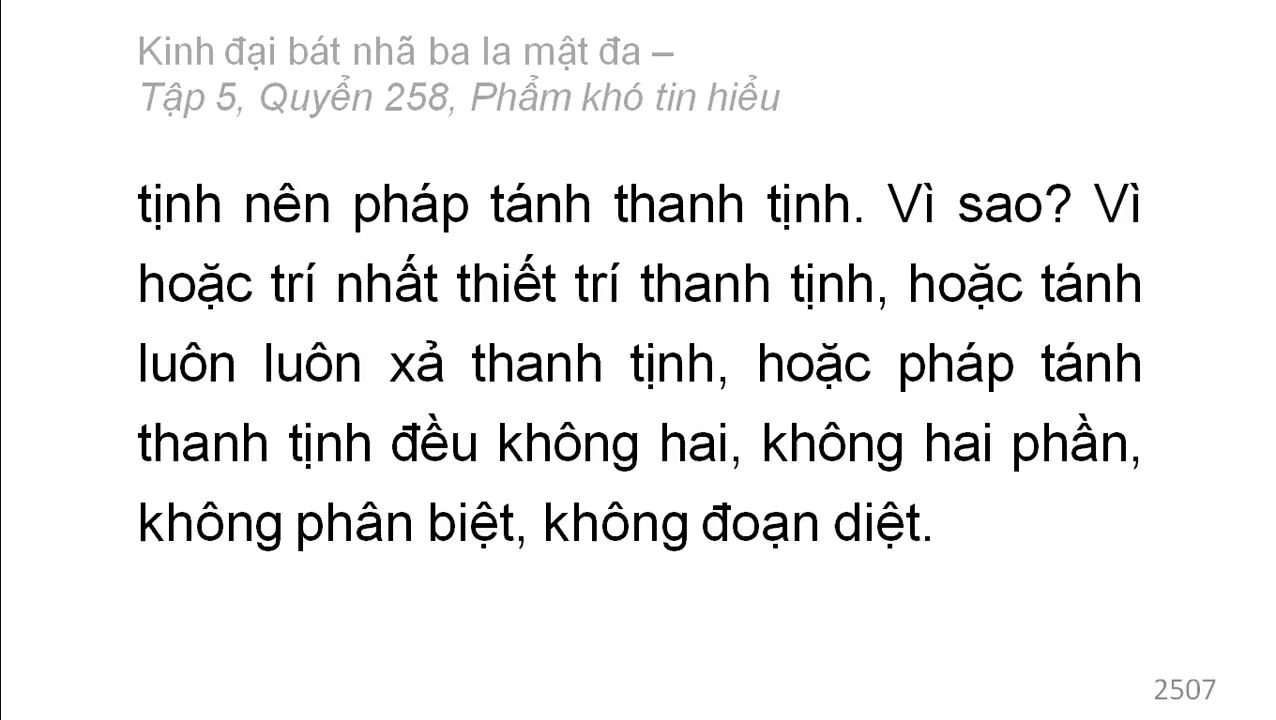 Kinh đại bát nhã ba la mật đa –
Tập 5, Quyển 258, Phẩm khó tin hiểu
tịnh nên pháp tánh thanh tịnh. Vì sao? Vì
hoặc trí nhất thiết trí thanh tịnh, hoặc tánh
luôn luôn xả thanh tịnh, hoặc pháp tánh
thanh tịnh đều không hai, không hai phần,
không phân biệt, không đoạn diệt.
2507